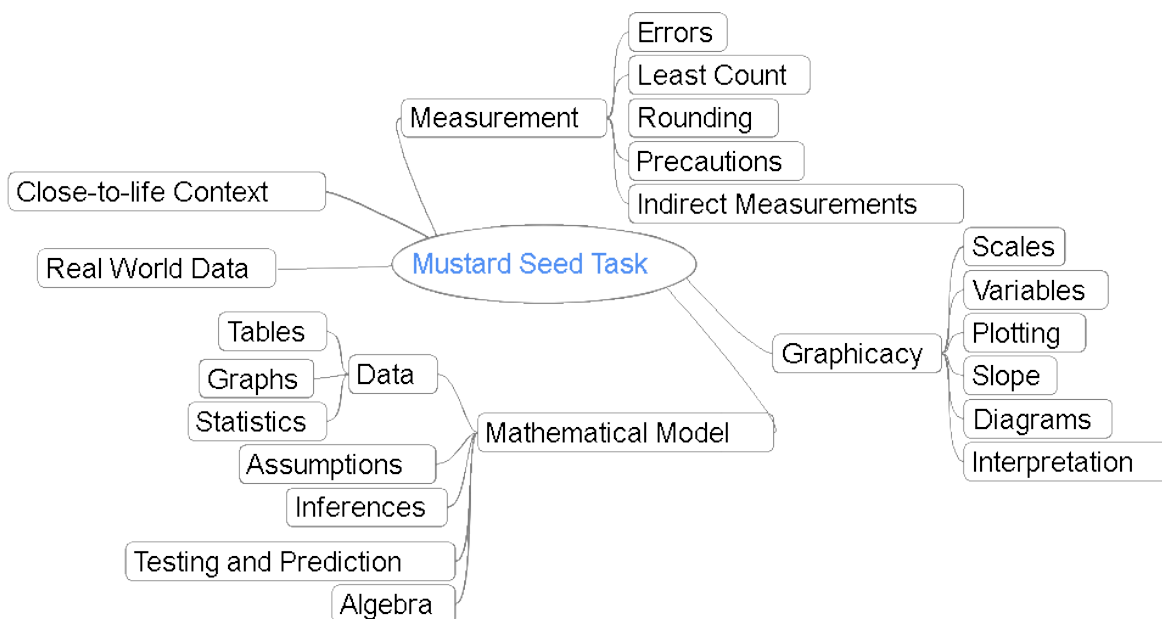 Errors
Least Count
Measurement
Rounding
Precautions
Close-to-life Context
Indirect Measurements
Scales
Real World Data
Mustard Seed Task
Variables
Tables
Plotting
Graphicacy
Graphs
Data
Slope
Statistics
Diagrams
Mathematical Model
Assumptions
Interpretation
Inferences
Testing and Prediction
Algebra